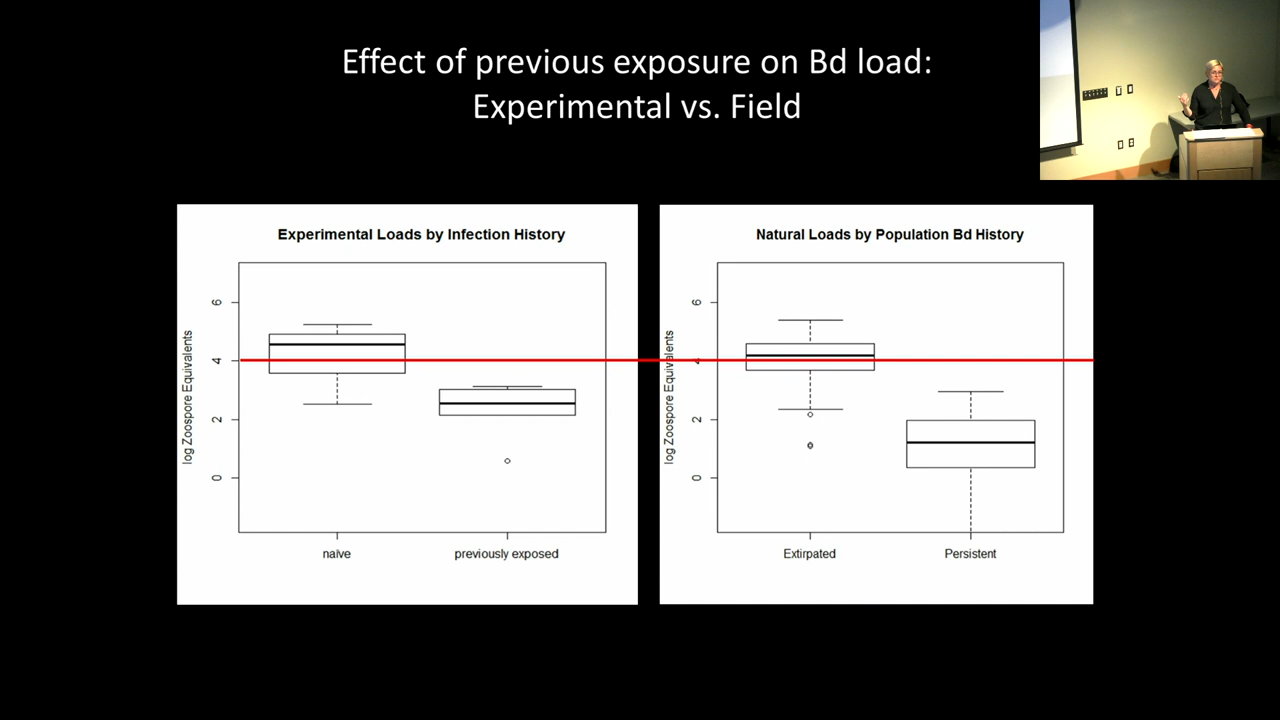 Effect of previous exposure on Bd load:
Experimental vs. Field
Experimental Loads by Infection History
log Zoospore Equivalents
6
4
2
0
naive
previously exposed
Natural Loads by Population Bd History
log Zoospore Equivalents
6
4
2
0
Extirpated
Persistent